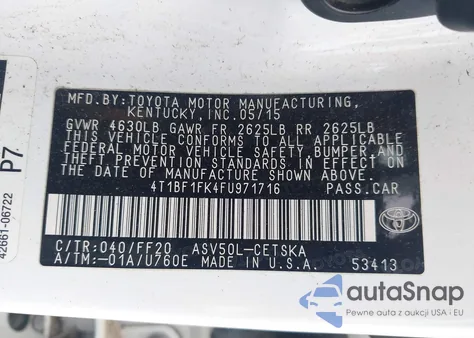 MFD.BY:TOYOTA MOTOR MANUFACTURING,
KENTUCKY, INC.05/15
GVWR 4630LB GAWR FR 2625LB RR 2625LB
THIS VEHICLE CONFORMS TO ALL APPLICABLE
FEDERAL MOTOR VEHICLE SAFETY, BUMPER, AND
THEFT PREVENTION STANDARDS IN EFFECT ON
THE DATE OF MANUFACTURE SHOWN ABOVE.
4T1BF1FK4FU971716 PASS.CAR
C/TR:040/FF20 ASV50L-CETSKA
A/TM:-01A/U760E MADE IN U.S.A. 53413
42661-06722
P7
autaSnap
Pewne i sprawdzone auta z USA i UE